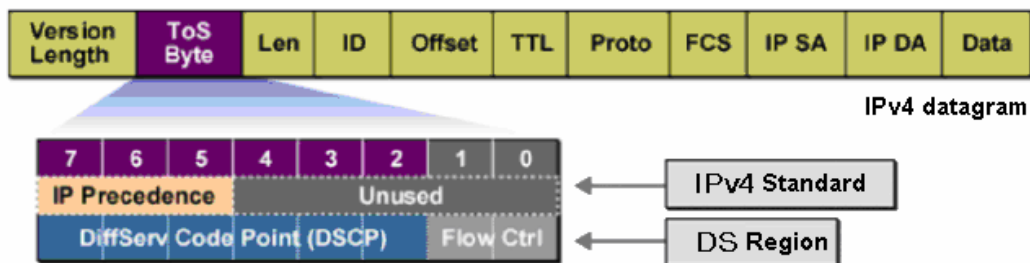 Version Length ToS Byte Len ID Offset TTL Proto FCS IP SA IP DA Data
IPv4 datagram
7 6 5 4 3 2 1 0
IP Precedence Unused IPv4 Standard
DiffServ Code Point (DSCP) Flow Ctrl DS Region